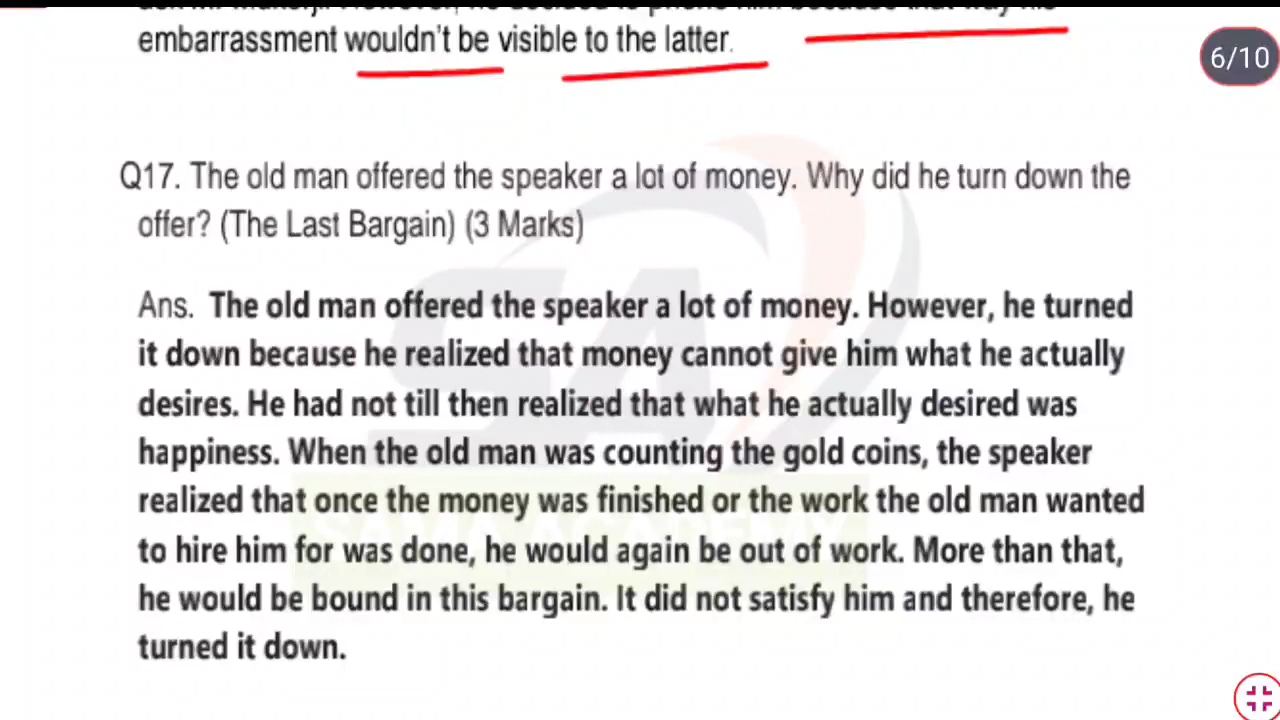 embarrassment wouldn't be visible to the latter.
6/10
Q17. The old man offered the speaker a lot of money. Why did he turn down the
offer? (The Last Bargain) (3 Marks)
Ans. The old man offered the speaker a lot of money. However, he turned
it down because he realized that money cannot give him what he actually
desires. He had not till then realized that what he actually desired was
happiness. When the old man was counting the gold coins, the speaker
realized that once the money was finished or the work the old man wanted
to hire him for was done, he would again be out of work. More than that,
he would be bound in this bargain. It did not satisfy him and therefore, he
turned it down.